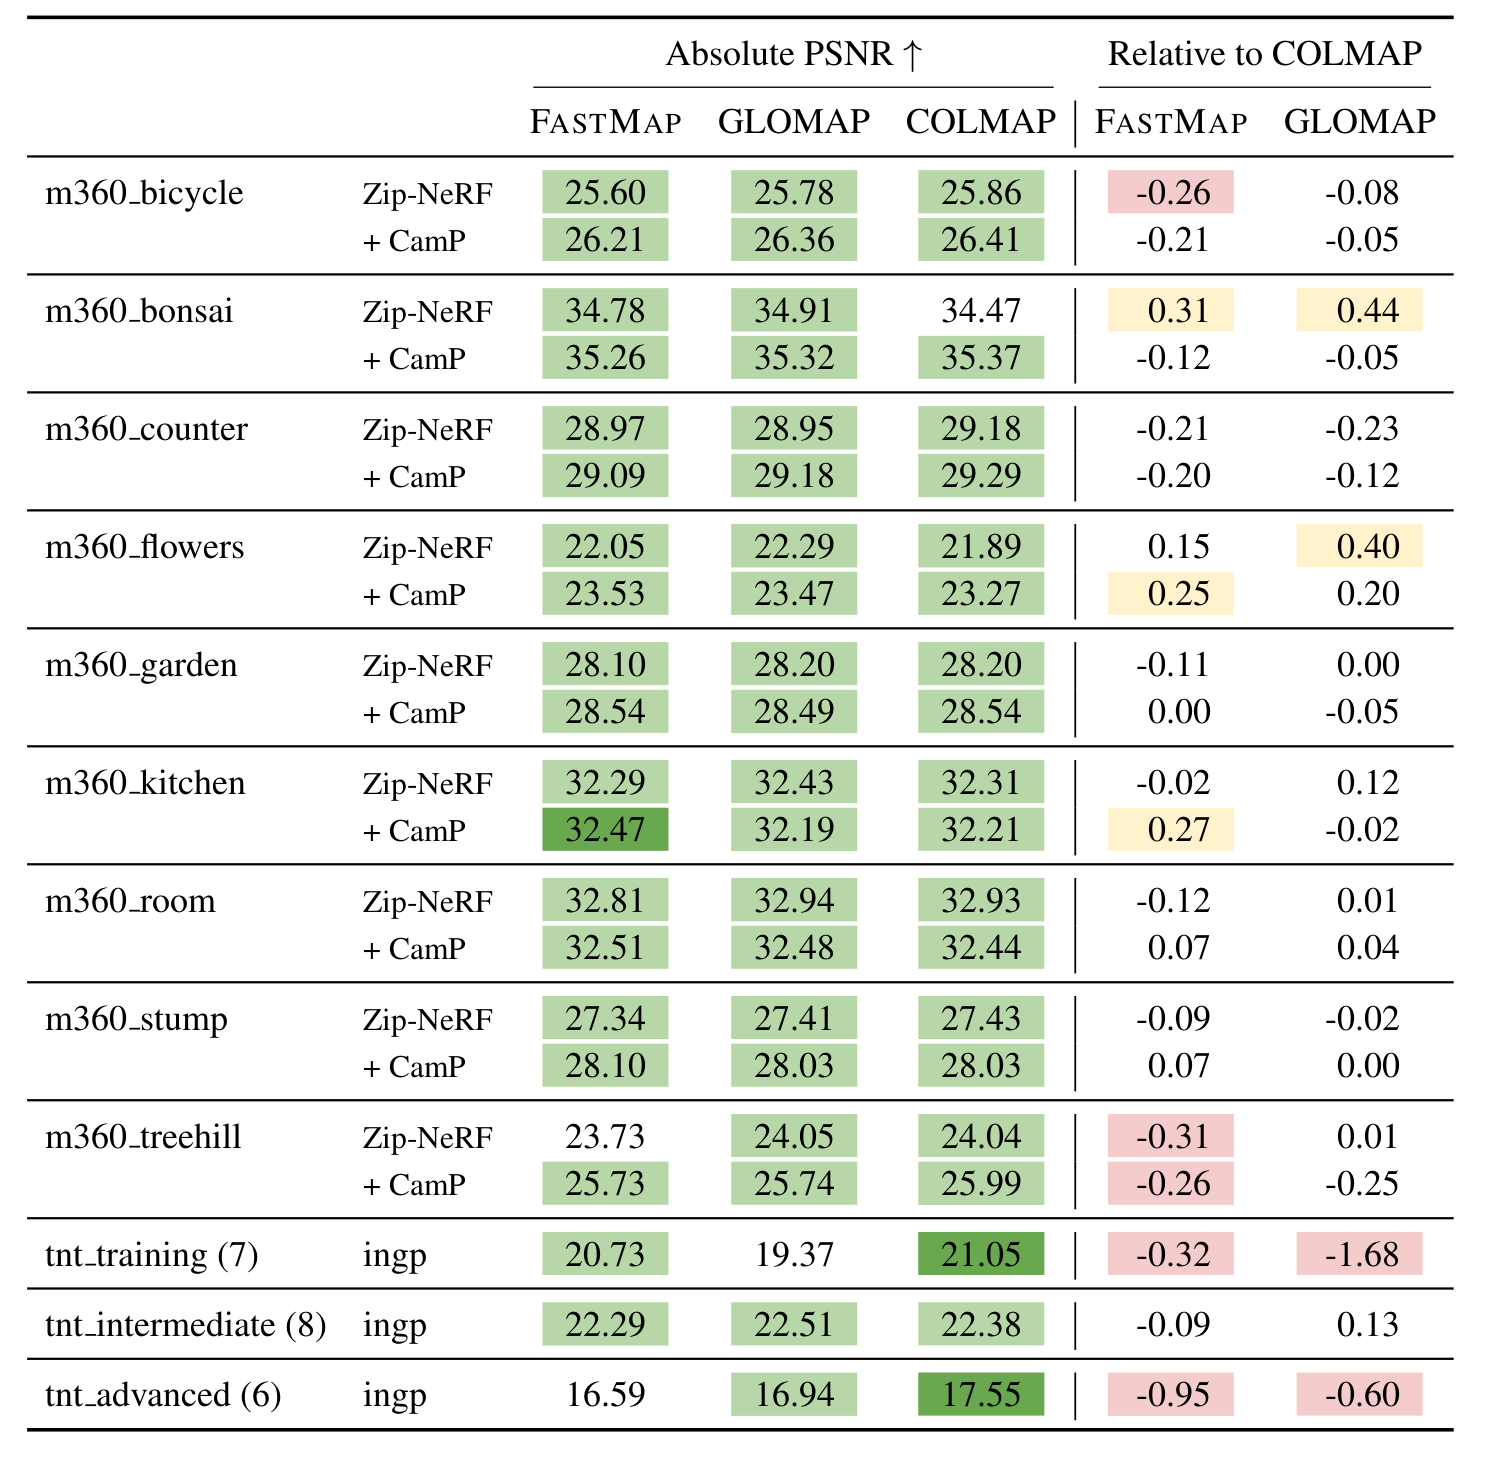 Absolute PSNR ↑ Relative to COLMAP
FASTMAP GLOMAP COLMAP FASTMAP GLOMAP
m360_bicycle Zip-NeRF 25.60 25.78 25.86 -0.26 -0.08
+ CamP 26.21 26.36 26.41 -0.21 -0.05
m360_bonsai Zip-NeRF 34.78 34.91 34.47 0.31 0.44
+ CamP 35.26 35.32 35.37 -0.12 -0.05
m360_counter Zip-NeRF 28.97 28.95 29.18 -0.21 -0.23
+ CamP 29.09 29.18 29.29 -0.20 -0.12
m360_flowers Zip-NeRF 22.05 22.29 21.89 0.15 0.40
+ CamP 23.53 23.47 23.27 0.25 0.20
m360_garden Zip-NeRF 28.10 28.20 28.20 -0.11 0.00
+ CamP 28.54 28.49 28.54 0.00 -0.05
m360_kitchen Zip-NeRF 32.29 32.43 32.31 -0.02 0.12
+ CamP 32.47 32.19 32.21 0.27 -0.02
m360_room Zip-NeRF 32.81 32.94 32.93 -0.12 0.01
+ CamP 32.51 32.48 32.44 0.07 0.04
m360_stump Zip-NeRF 27.34 27.41 27.43 -0.09 -0.02
+ CamP 28.10 28.03 28.03 0.07 0.00
m360_treehill Zip-NeRF 23.73 24.05 24.04 -0.31 0.01
+ CamP 25.73 25.74 25.99 -0.26 -0.25
tnt_training (7) ingp 20.73 19.37 21.05 -0.32 -1.68
tnt_intermediate (8) ingp 22.29 22.51 22.38 -0.09 0.13
tnt_advanced (6) ingp 16.59 16.94 17.55 -0.95 -0.60